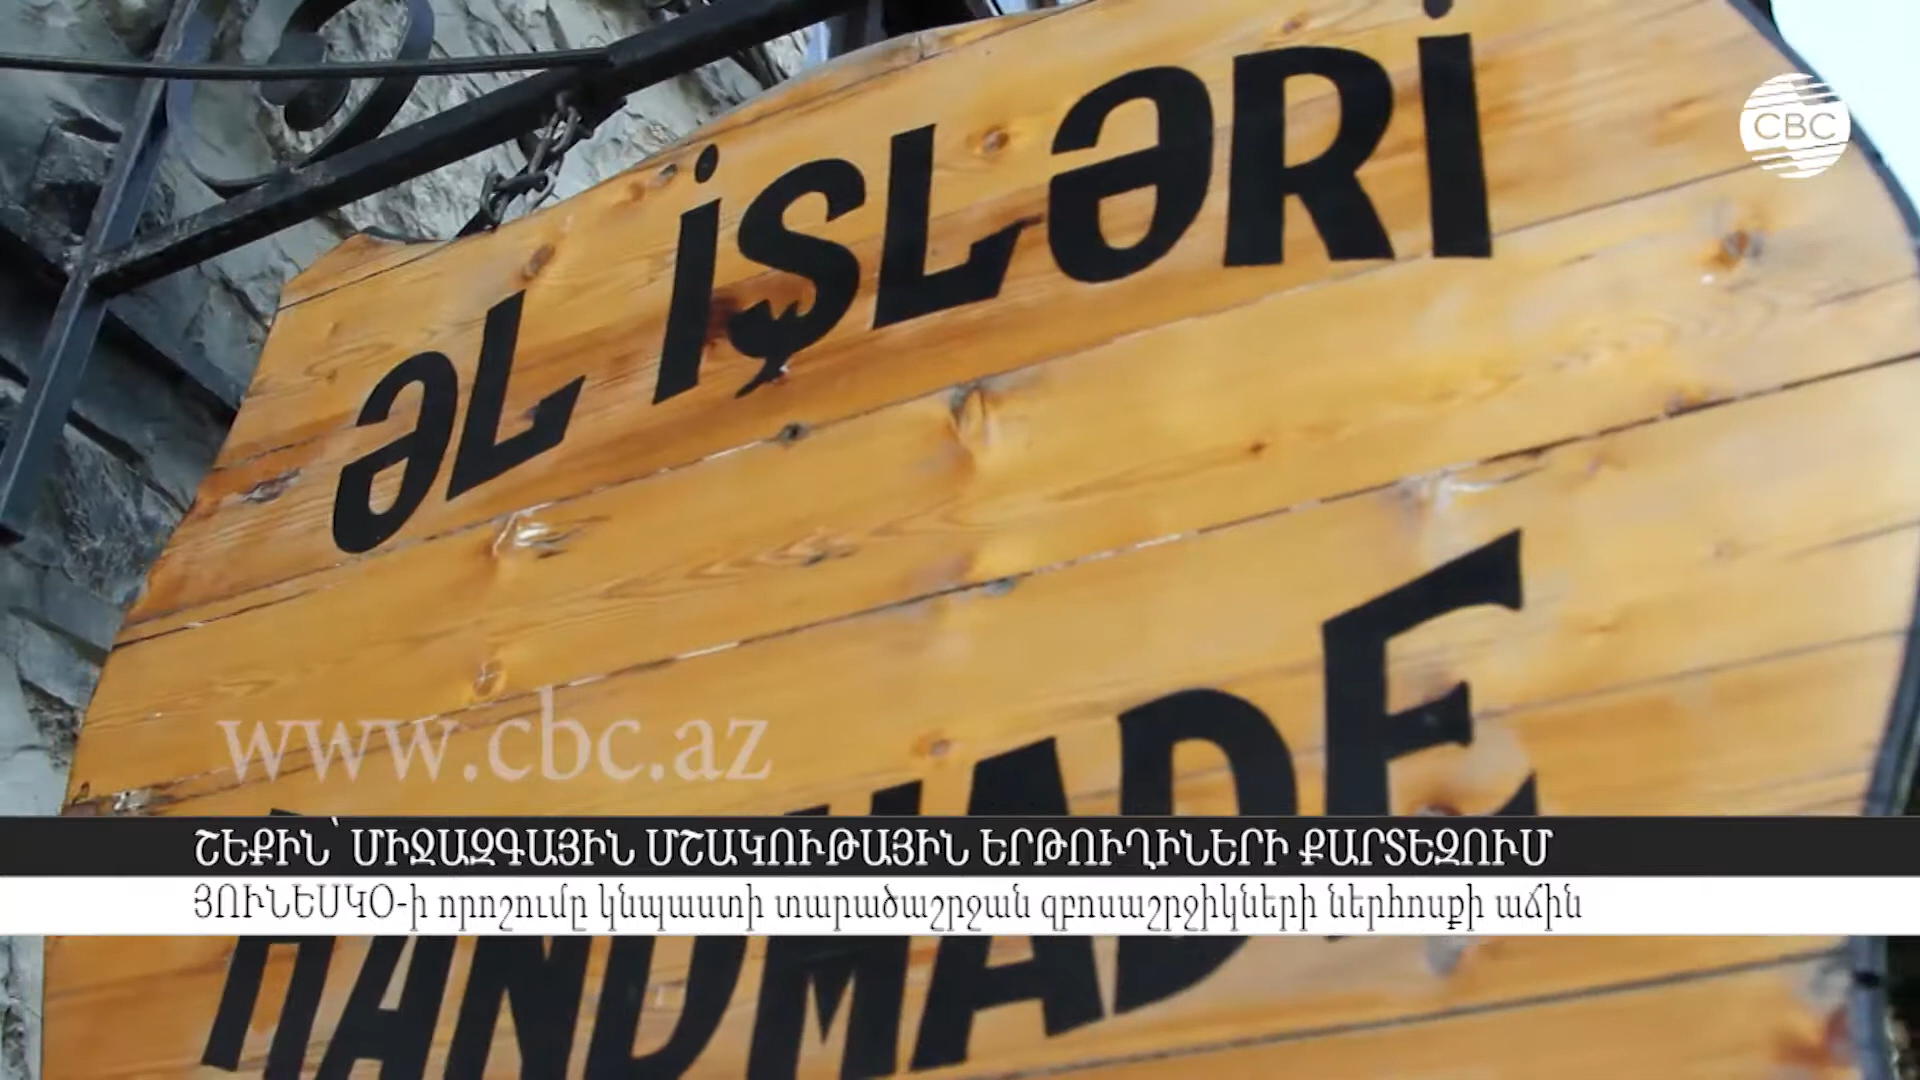 ƏL İŞLƏRİ
CBC
www.cbc.az
ՇԵՔԻՆ՝ ՄԻՋԱԶԳԱՅԻՆ ՄՇԱԿՈՒԹԱՅԻՆ ԵՐԹՈՒՂԻՆԵՐԻ ՔԱՐՏԵԶՈՒՄ
ՅՈՒՆԵՍԿՕ-ի որոշումը կնպաստի տարածաշրջան զբոսաշրջիկների ներհոսքի աճին
HANDMADE